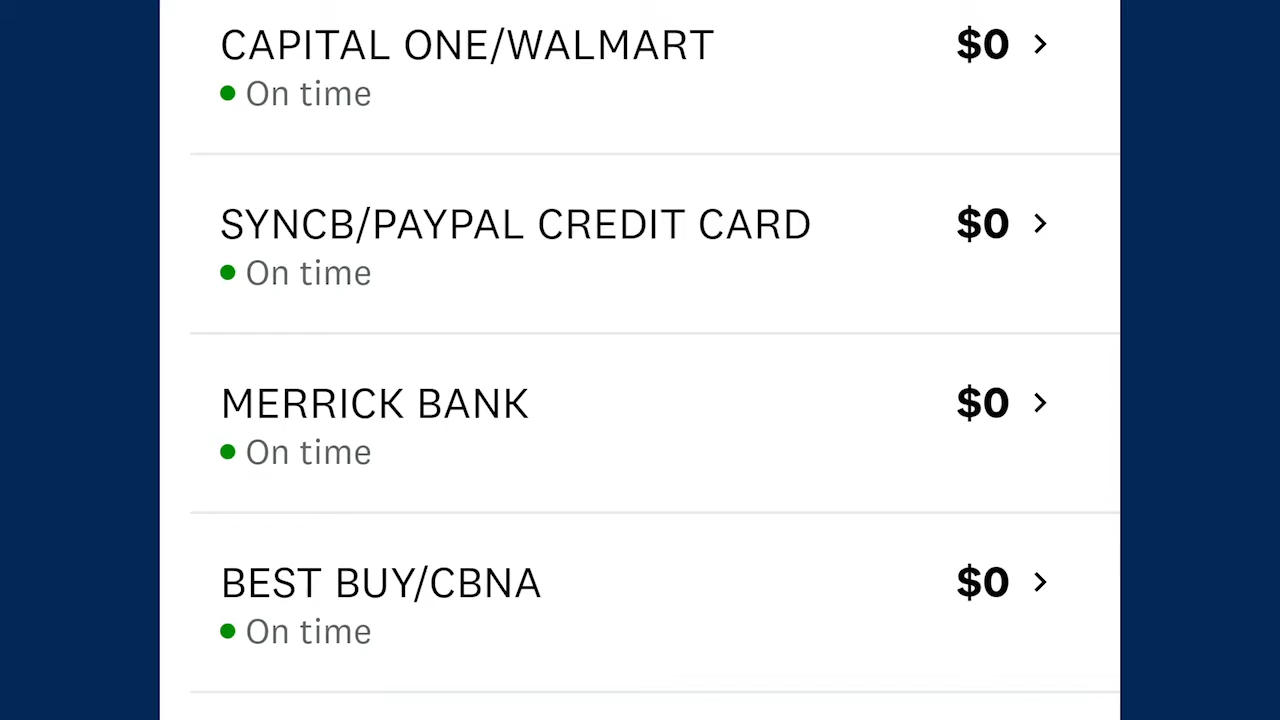 CAPITAL ONE/WALMART $0 >
On time
SYNCB/PAYPAL CREDIT CARD $0 >
On time
MERRICK BANK $0 >
On time
BEST BUY/CBNA $0 >
On time